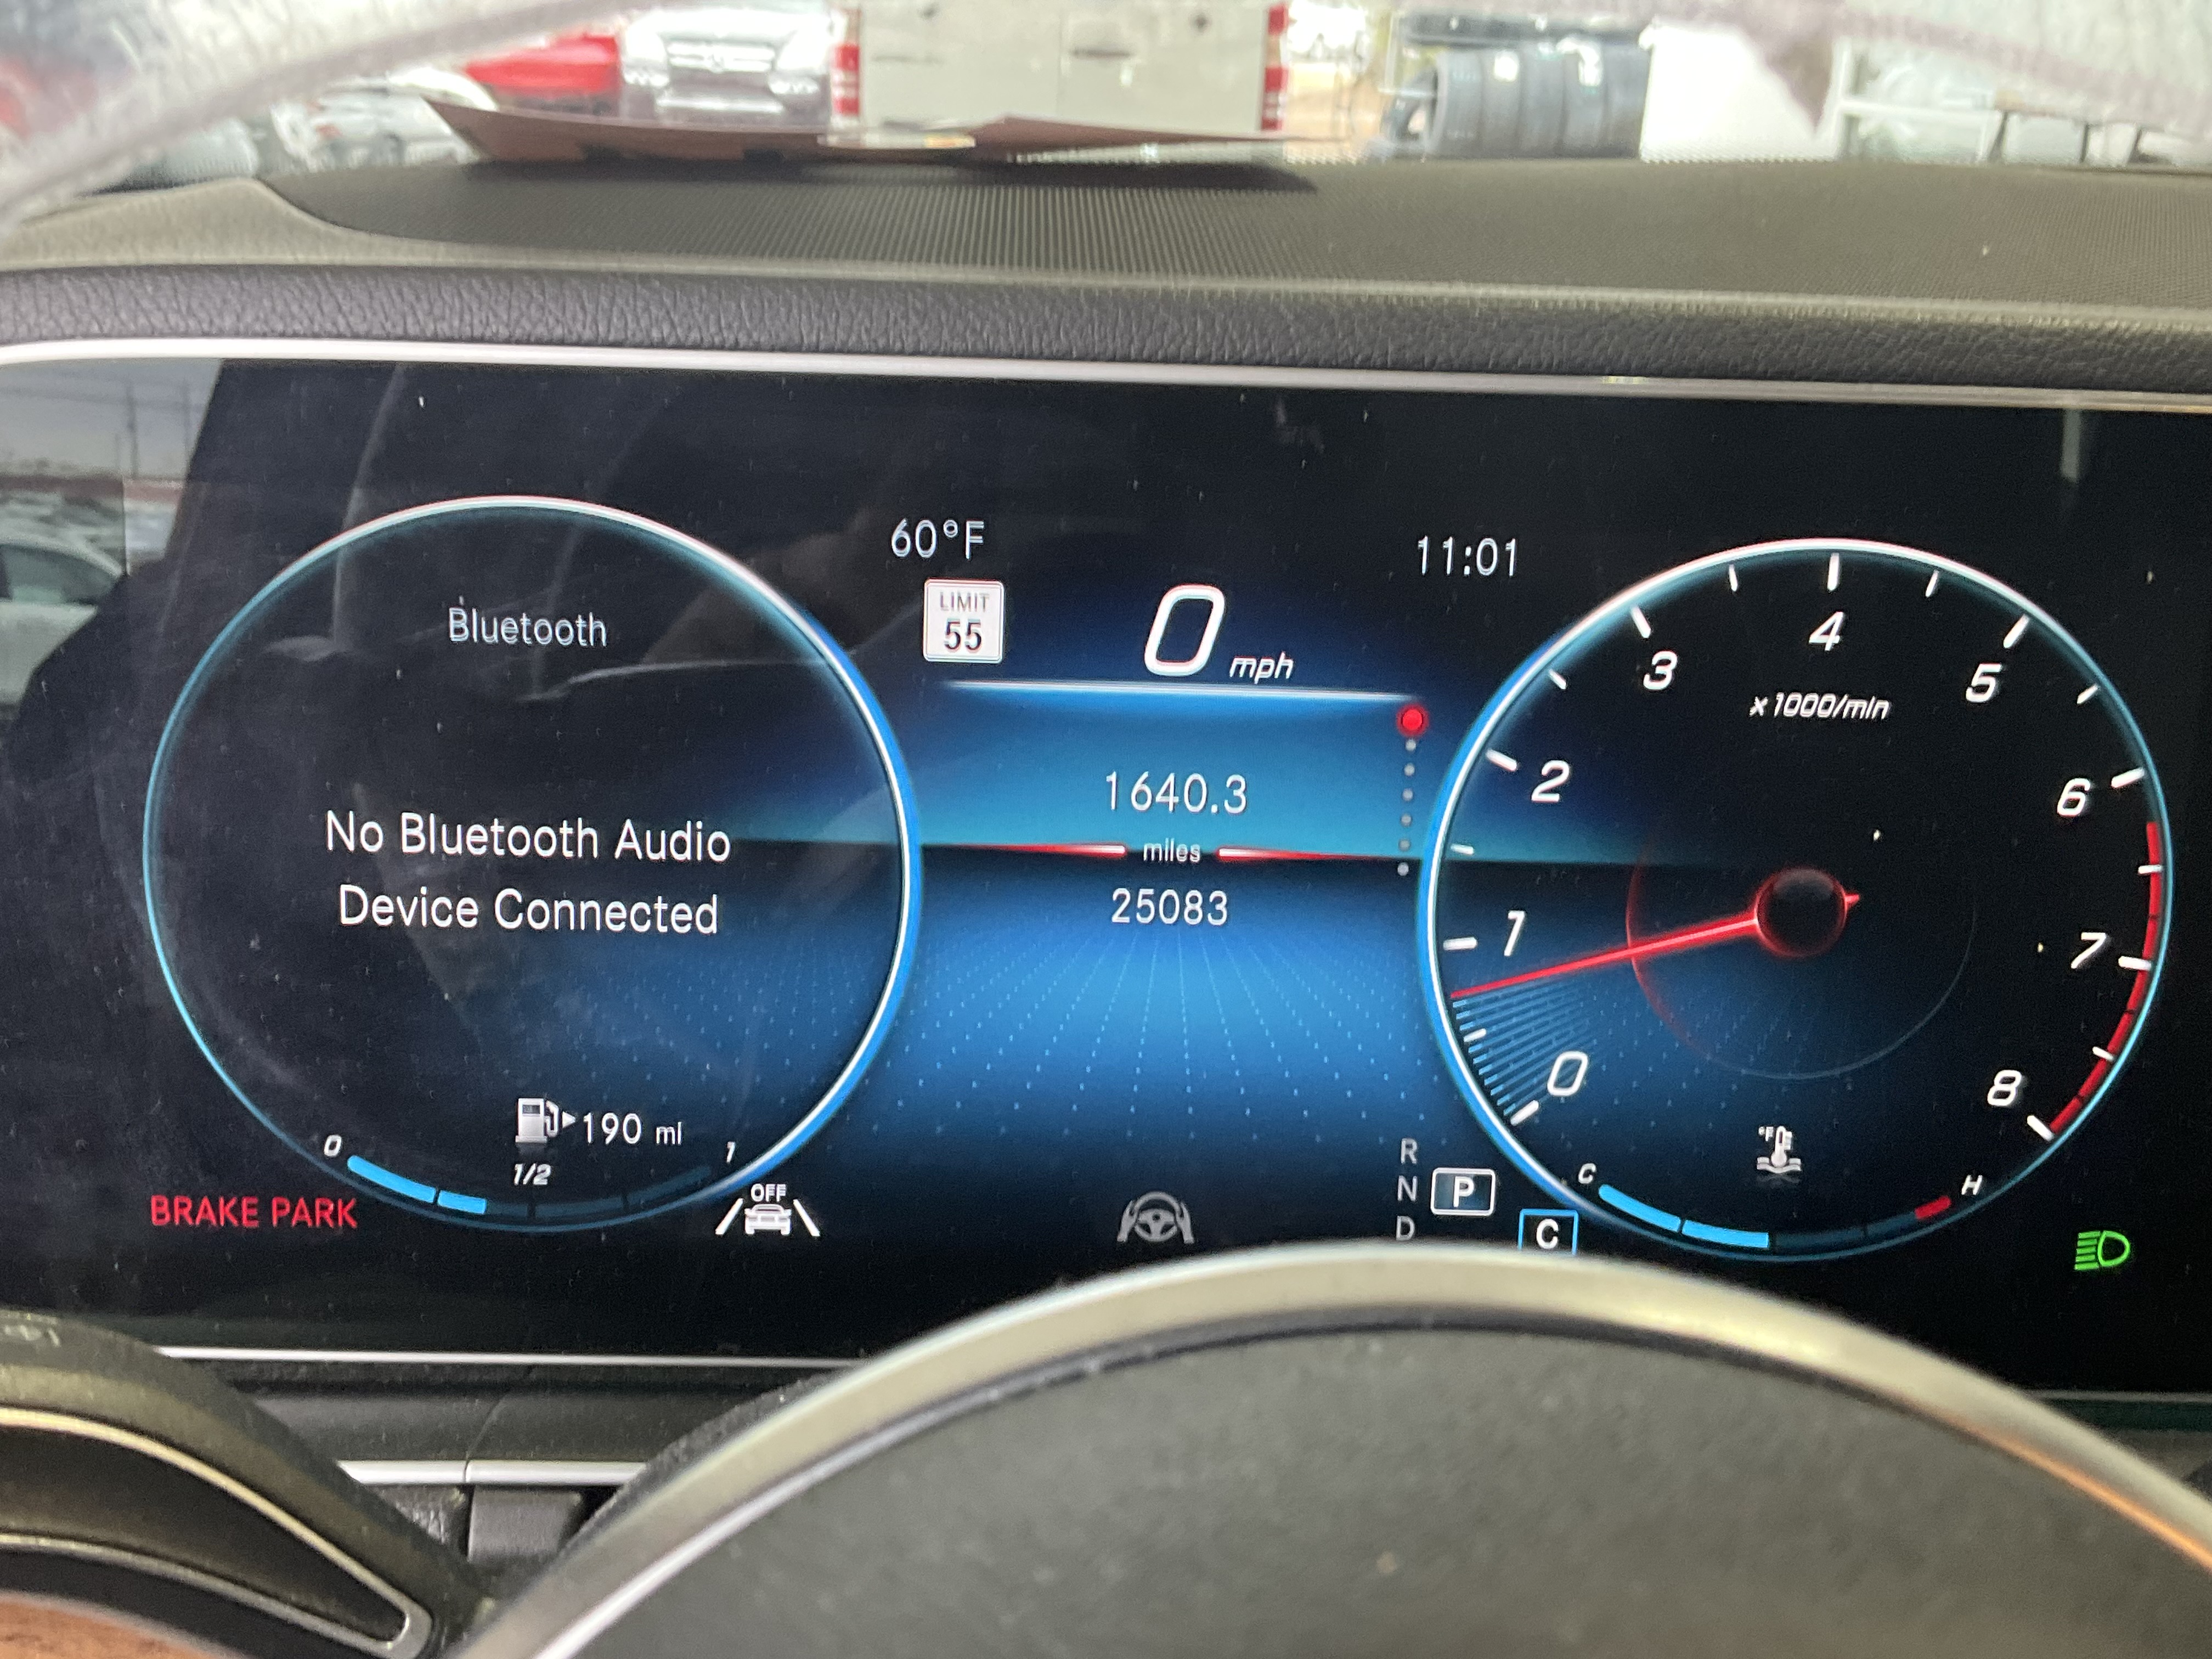 60°F
11:01
LIMIT
55
0 mph
Bluetooth
No Bluetooth Audio
Device Connected
1640.3
miles
25083
190 mi
0
1/2
1
BRAKE PARK
OFF
R
N
D
P
C
0
1
2
3
4
5
6
7
8
x1000/min
°F
C
H